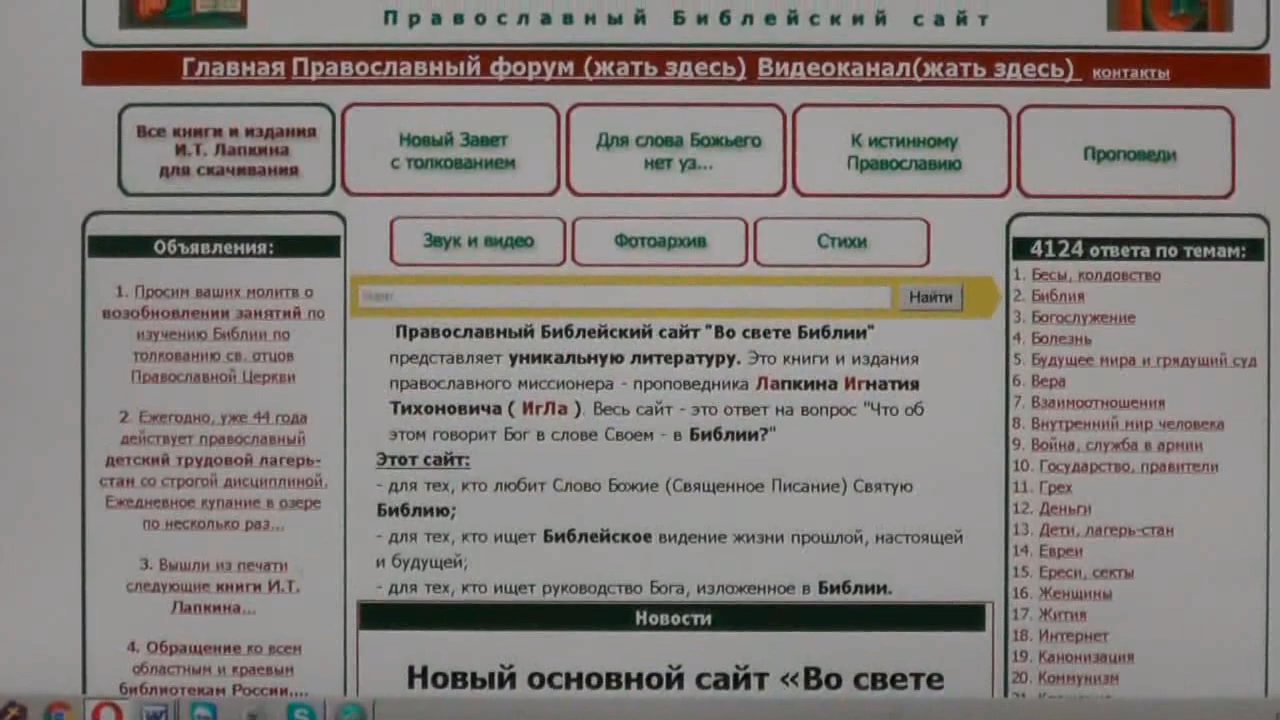 Православный Библейский сайт
Главная Православный форум (жать здесь) Видеоканал(жать здесь) контакты
Все книги и издания
И.Т. Лапкина
для скачивания
Новый Завет
с толкованием
Для слова Божьего
нет уз...
К истинному
Православию
Проповеди
Звук и видео
Фотоархив
Стихи
Объявления:
1. Просим ваших молитв о
возобновлении занятий по
изучению Библии по
толкованию св. отцов
Православной Церкви
2. Ежегодно, уже 44 года
действует православный
детский трудовой лагерь-
стан со строгой дисциплиной.
Ежедневное купание в озере
по несколько раз...
3. Вышли из печати
следующие книги И.Т.
Лапкина...
4. Обращение ко всем
областным и краевым
библиотекам России....
Найти
Православный Библейский сайт "Во свете Библии"
представляет уникальную литературу. Это книги и издания
православного миссионера - проповедника Лапкина Игнатия
Тихоновича ( ИгЛа ). Весь сайт - это ответ на вопрос "Что об
этом говорит Бог в слове Своем - в Библии?"
Этот сайт:
- для тех, кто любит Слово Божие (Священное Писание) Святую
Библию;
- для тех, кто ищет Библейское видение жизни прошлой, настоящей
и будущей;
- для тех, кто ищет руководство Бога, изложенное в Библии.
Новости
Новый основной сайт «Во свете
4124 ответа по темам:
1. Бесы, колдовство
2. Библия
3. Богослужение
4. Болезнь
5. Будущее мира и грядущий суд
6. Вера
7. Взаимоотношения
8. Внутренний мир человека
9. Война, служба в армии
10. Государство, правители
11. Грех
12. Деньги
13. Дети, лагерь-стан
14. Евреи
15. Ереси, секты
16. Женщины
17. Жития
18. Интернет
19. Канонизация
20. Коммунизм